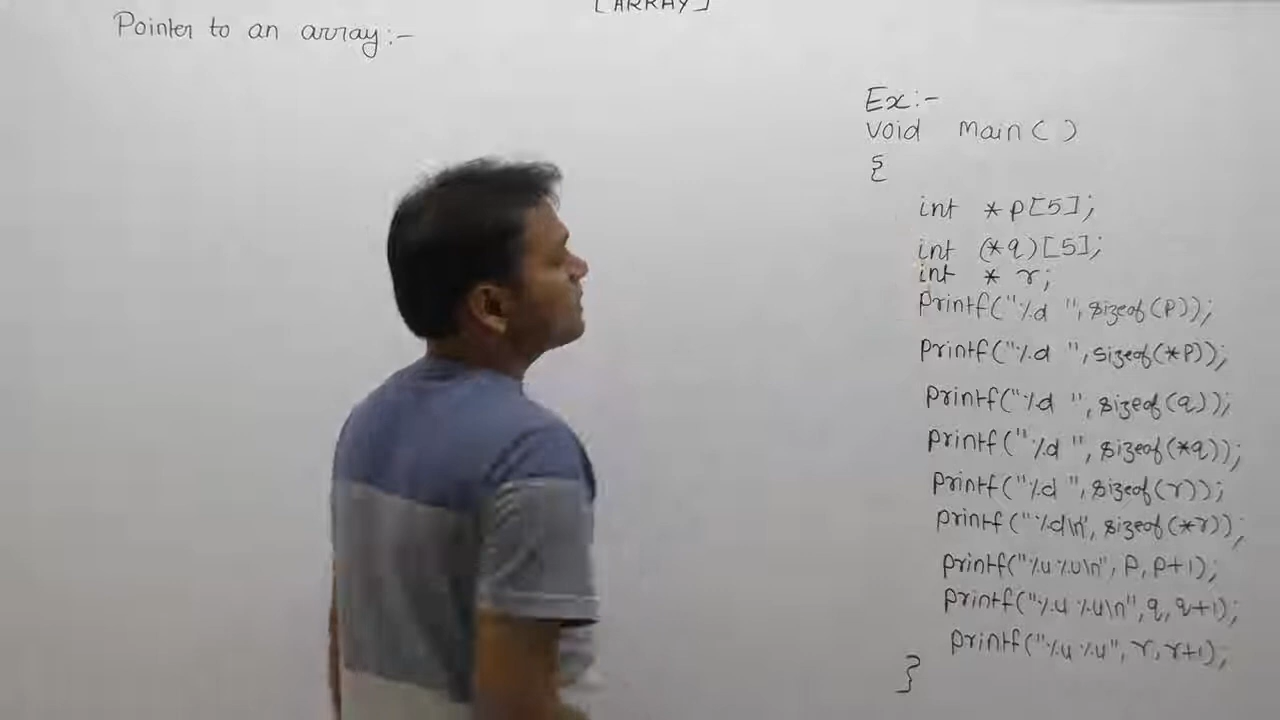 [ARRAY]
Pointer to an array:-
Ex:-
void main()
{
int *p[5];
int (*q)[5];
int * r;
printf("%d ", sizeof(p));
printf("%d ", sizeof(*p));
printf("%d ", sizeof(q));
printf("%d ", sizeof(*q));
printf("%d ", sizeof(r));
printf("%d\n", sizeof(*r));
printf("%u %u\n", p, p+1);
printf("%u %u\n", q, q+1);
printf("%u %u", r, r+1);
}